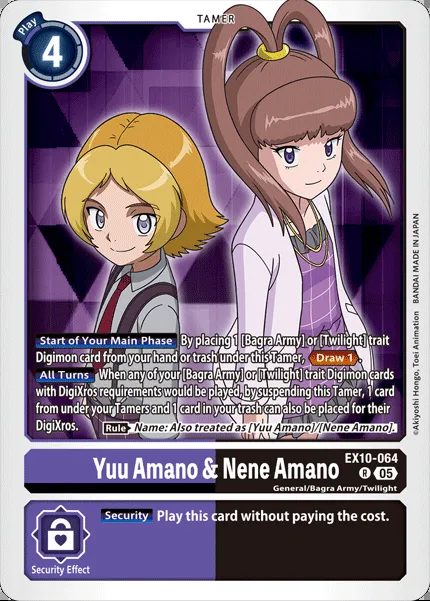 TAMER
Play
4
Start of Your Main Phase By placing 1 [Bagra Army] or [Twilight] trait
Digimon card from your hand or trash under this Tamer, Draw 1.
All Turns When any of your [Bagra Army] or [Twilight] trait Digimon cards
with DigiXros requirements would be played, by suspending this Tamer, 1 card
from under your Tamers and 1 card in your trash can also be placed for their
DigiXros. Rule Name: Also treated as [Yuu Amano]/[Nene Amano].
©Akiyoshi Hongo, Toei Animation BANDAI MADE IN JAPAN
Yuu Amano & Nene Amano
EX10-064
R 05
General/Bagra Army/Twilight
Security Play this card without paying the cost.
Security Effect